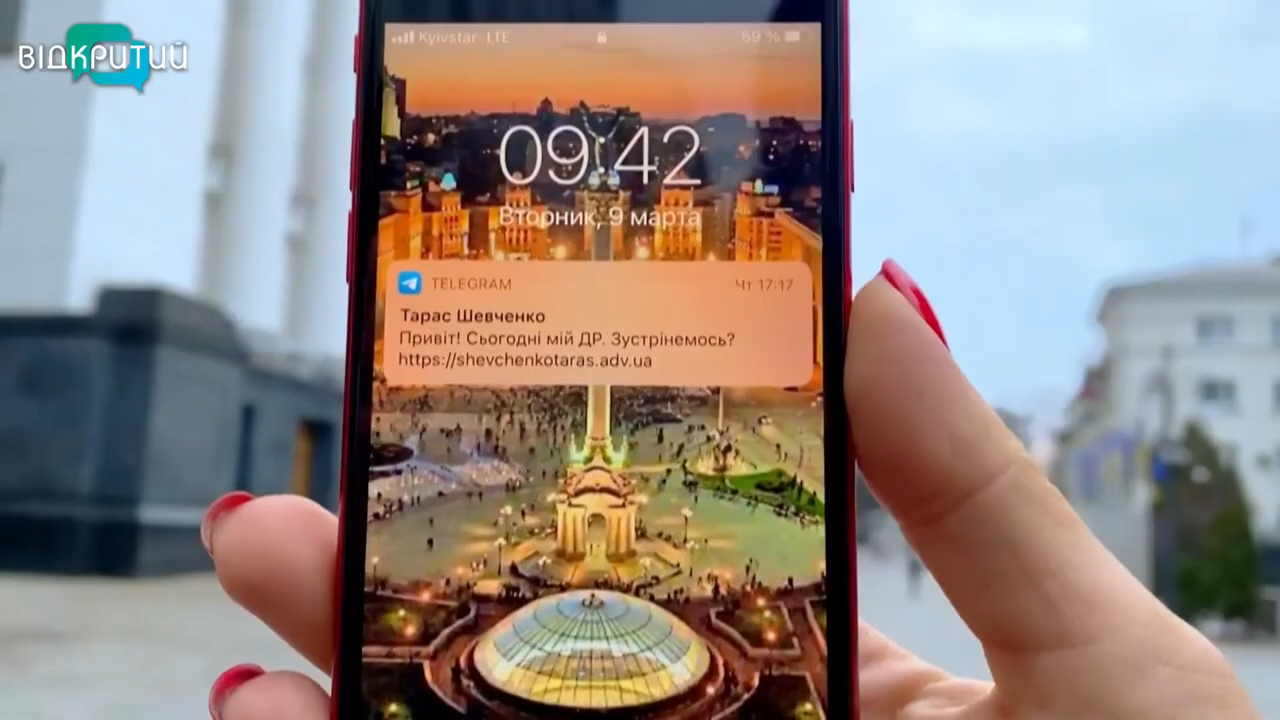 ВІДКРИТИЙ
Kyivstar LTE
59 %
09:42
Вторник, 9 марта
TELEGRAM
Чт 17:17
Тарас Шевченко
Привіт! Сьогодні мій ДР. Зустрінемось?
https://shevchenkotaras.adv.ua